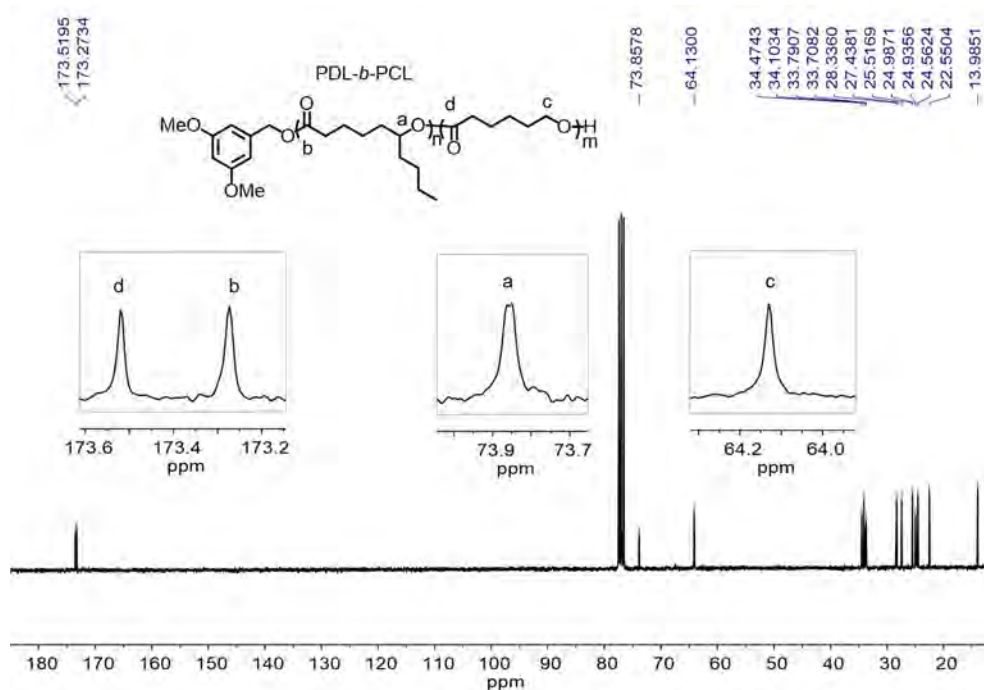 173.5195
173.2734
73.8578
64.1300
34.4743
34.1034
33.7907
33.7082
28.3360
27.4381
25.5169
24.9871
24.9356
24.5624
22.5504
13.9851
PDL-b-PCL
O a d c
MeO O b O n O O H m
OMe
d b
173.6 173.4 173.2
ppm
a
73.9 73.7
ppm
c
64.2 64.0
ppm
180 170 160 150 140 130 120 110 100 90 80 70 60 50 40 30 20
ppm